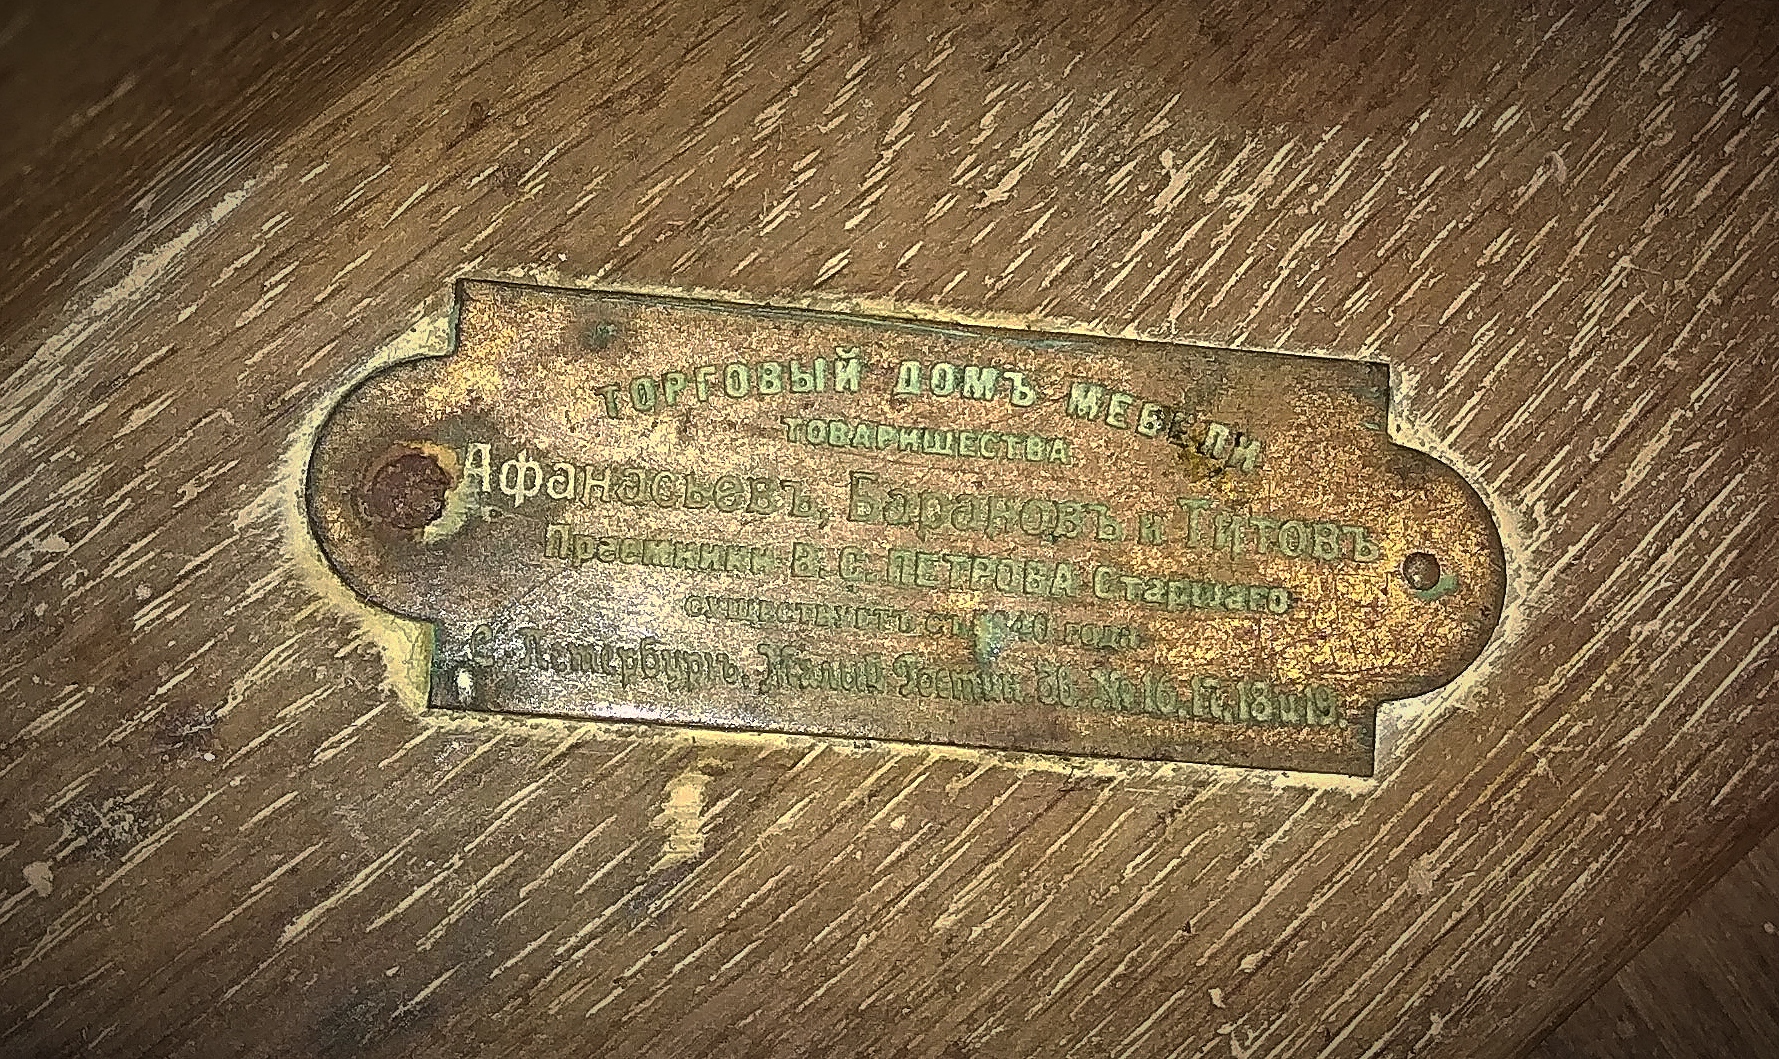 ТОРГОВЫЙ ДОМЪ МЕБЕЛИ
ТОВАРИЩЕСТВА
Афанасьевъ, Барановъ и Титовъ
Преемники В. С. ПЕТРОВА Старшаго
существуетъ съ 1840 года.
С. Петербургъ, Малый Гостин. дв. № 16, 17, 18 и 19.